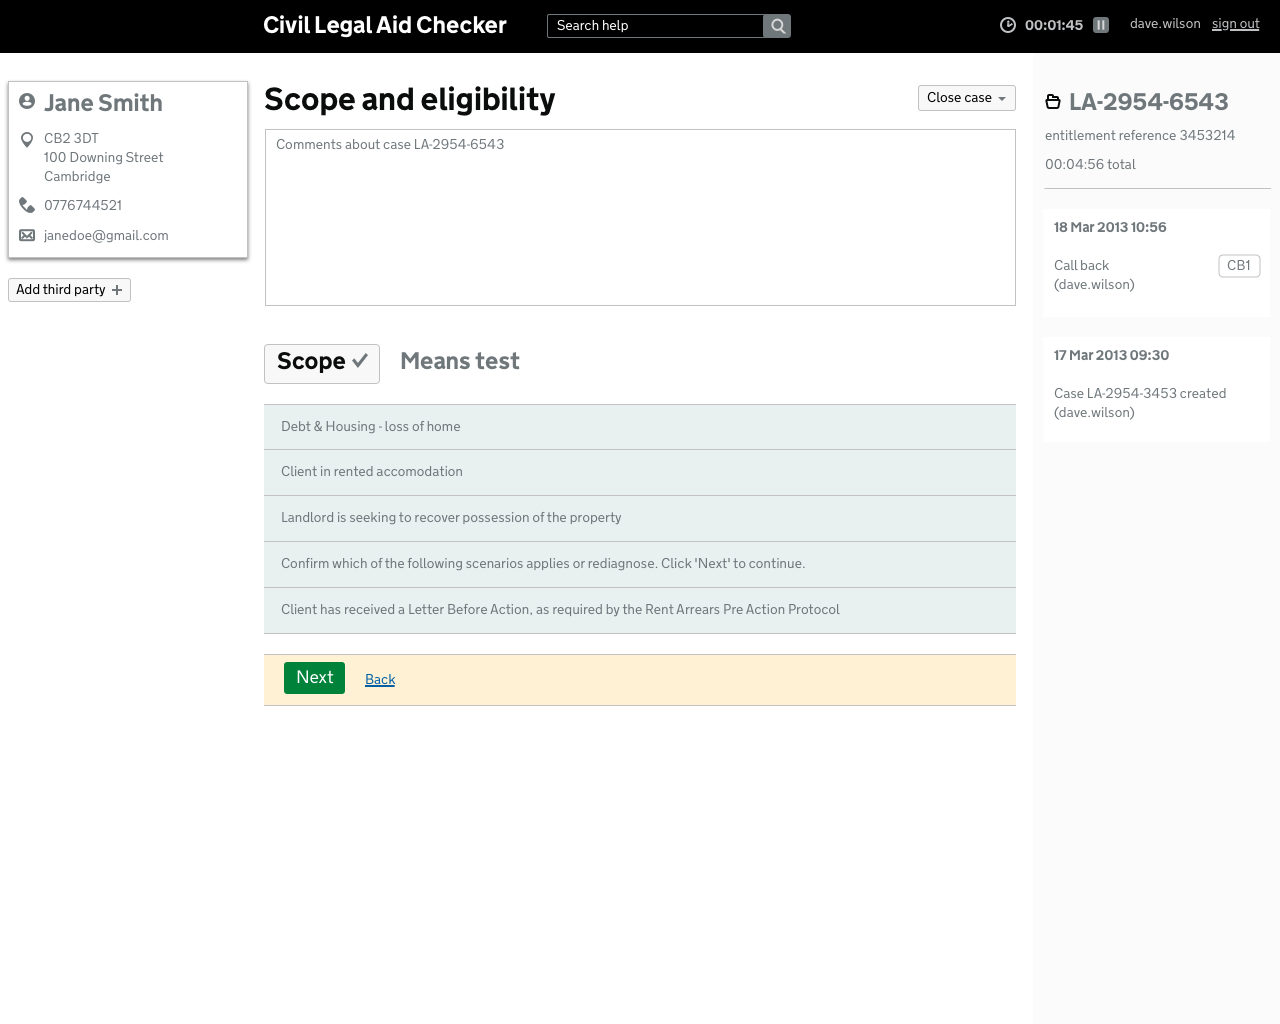 Civil Legal Aid Checker
Search help
00:01:45
dave.wilson sign out
Jane Smith
CB2 3DT
100 Downing Street
Cambridge
0776744521
janedoe@gmail.com
Add third party
Scope and eligibility
Close case
Comments about case LA-2954-6543
Scope
Means test
Debt & Housing - loss of home
Client in rented accomodation
Landlord is seeking to recover possession of the property
Confirm which of the following scenarios applies or rediagnose. Click 'Next' to continue.
Client has received a Letter Before Action, as required by the Rent Arrears Pre Action Protocol
Next
Back
LA-2954-6543
entitlement reference 3453214
00:04:56 total
18 Mar 2013 10:56
Call back
CB1
(dave.wilson)
17 Mar 2013 09:30
Case LA-2954-3453 created
(dave.wilson)